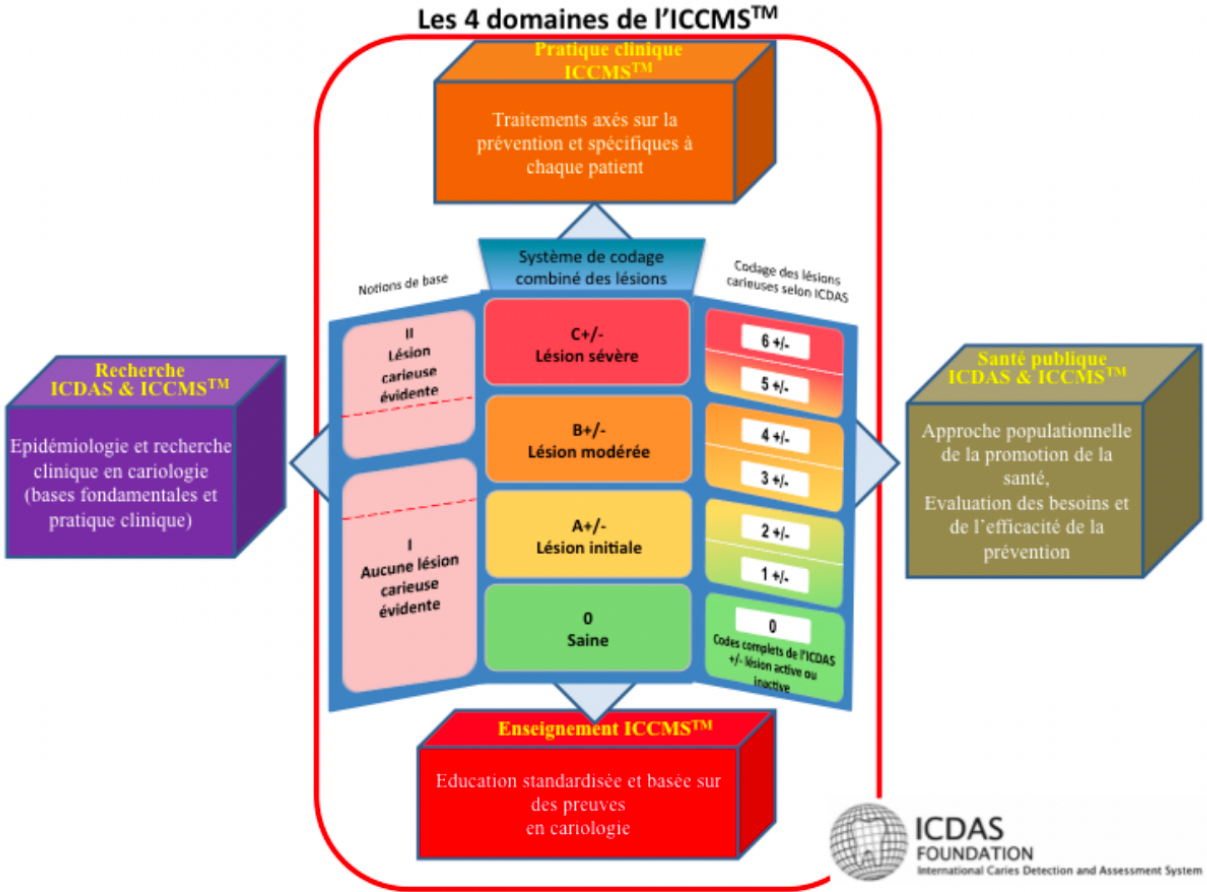 Les 4 domaines de l'ICCMS™
Pratique clinique
ICCMS™
Traitements axés sur la
prévention et spécifiques à
chaque patient
Système de codage
combiné des lésions
Notions de base
Codage des lésions
carieuses selon ICDAS
II
Lésion
carieuse
évidente
I
Aucune lésion
carieuse
évidente
C+/-
Lésion sévère
B+/-
Lésion modérée
A+/-
Lésion initiale
0
Saine
6 +/-
5 +/-
4 +/-
3 +/-
2 +/-
1 +/-
0
Codes complets de l'ICDAS
+/- lésion active ou
inactive
Recherche
ICDAS & ICCMS™
Epidémiologie et recherche
clinique en cariologie
(bases fondamentales et
pratique clinique)
Santé publique
ICDAS & ICCMS™
Approche populationnelle
de la promotion de la
santé,
Evaluation des besoins et
de l'efficacité de la
prévention
Enseignement ICCMS™
Education standardisée et basée sur
des preuves
en cariologie
ICDAS
FOUNDATION
International Caries Detection and Assessment System